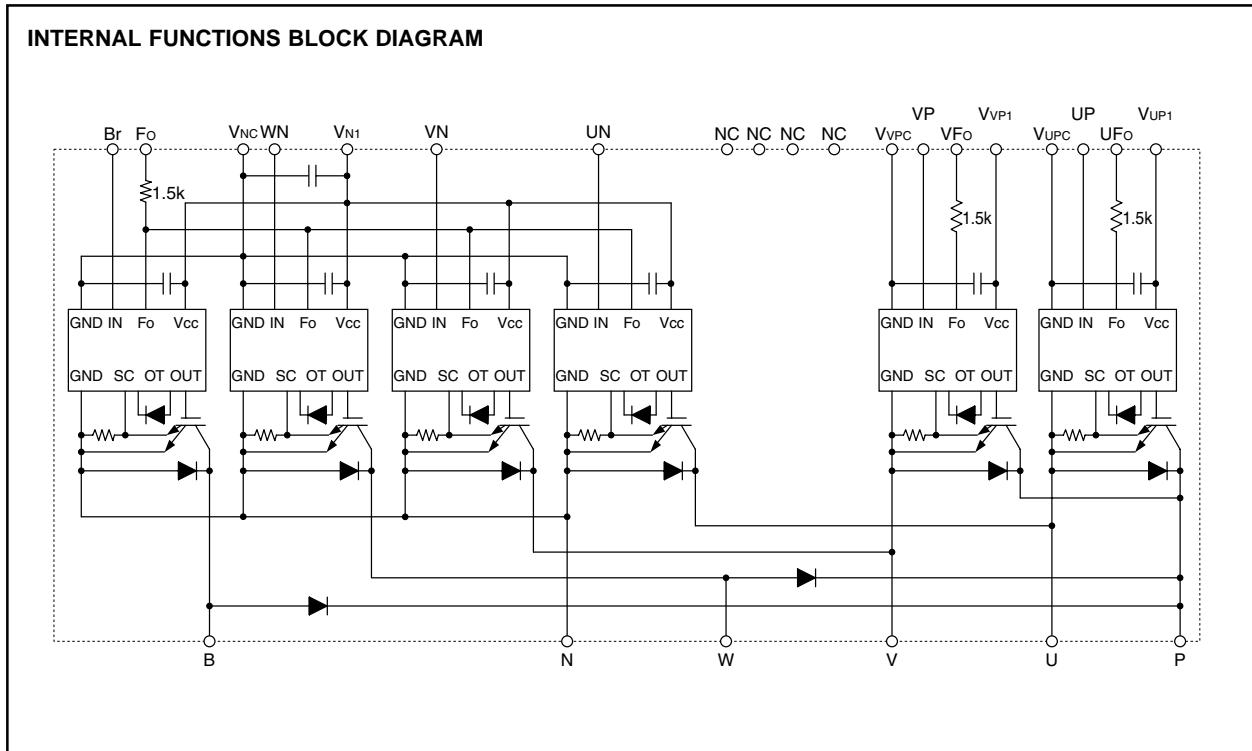 INTERNAL FUNCTIONS BLOCK DIAGRAM
VP VVP1 UP VUP1
Br FO VNC WN VN1 VN UN NC NC NC NC VVPC VFO VUPC UFO
1.5k 1.5k 1.5k
GND IN FO VCC GND IN FO VCC GND IN FO VCC GND IN FO VCC GND IN FO VCC GND IN FO VCC
GND SC OT OUT GND SC OT OUT GND SC OT OUT GND SC OT OUT GND SC OT OUT GND SC OT OUT
B N W V U P